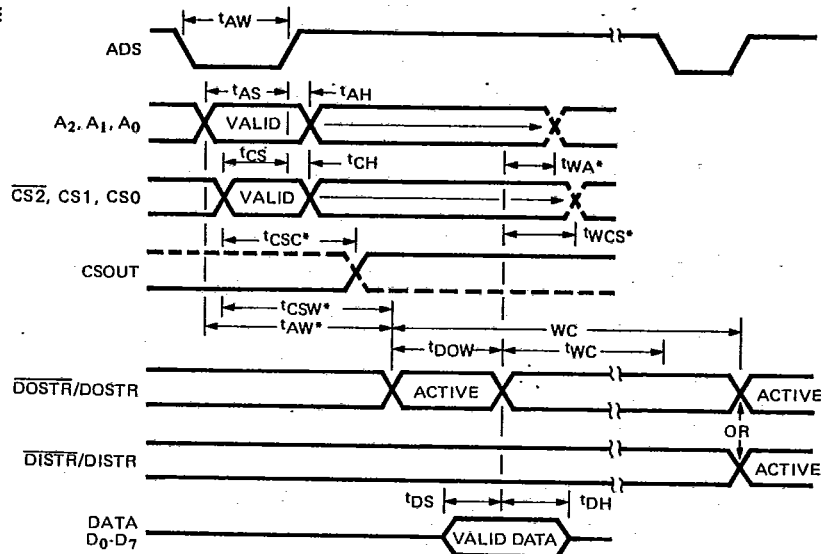 tAW
ADS
tAS
tAH
A2, A1, A0
VALID
tCS
tCH
tWA*
CS2, CS1, CS0
VALID
tCSC*
tWCS*
CSOUT
tCSW*
tAW*
WC
tDOW
tWC
DOSTR/DOSTR
ACTIVE
ACTIVE
OR
DISTR/DISTR
ACTIVE
tDS
tDH
DATA
D0-D7
VALID DATA